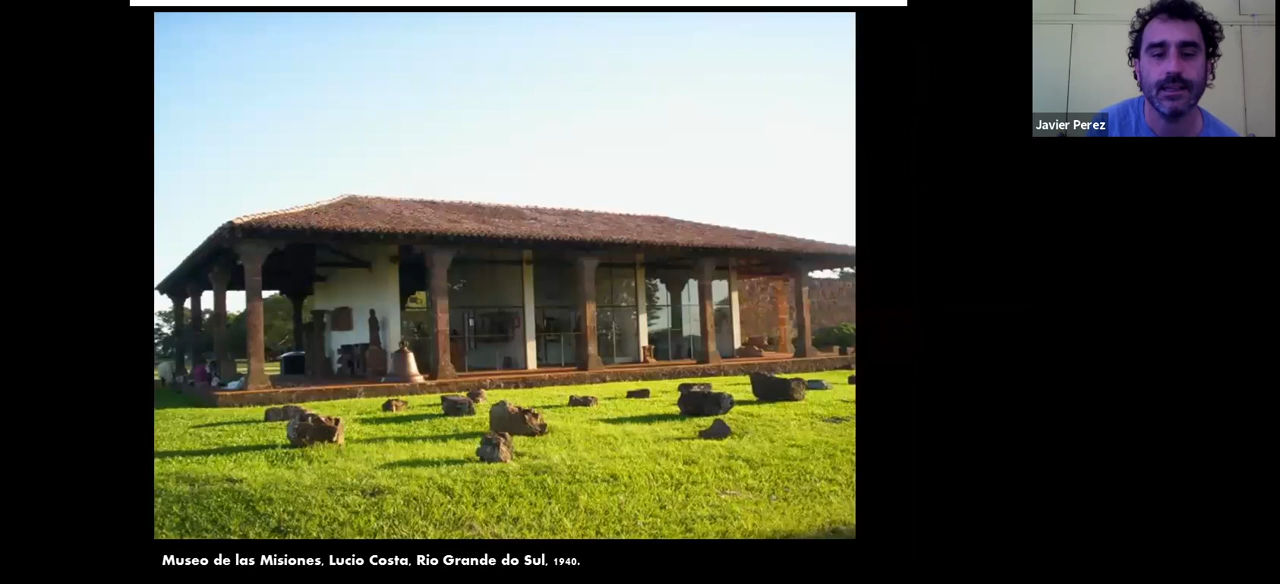 Javier Perez
Museo de las Misiones, Lucio Costa, Rio Grande do Sul, 1940.